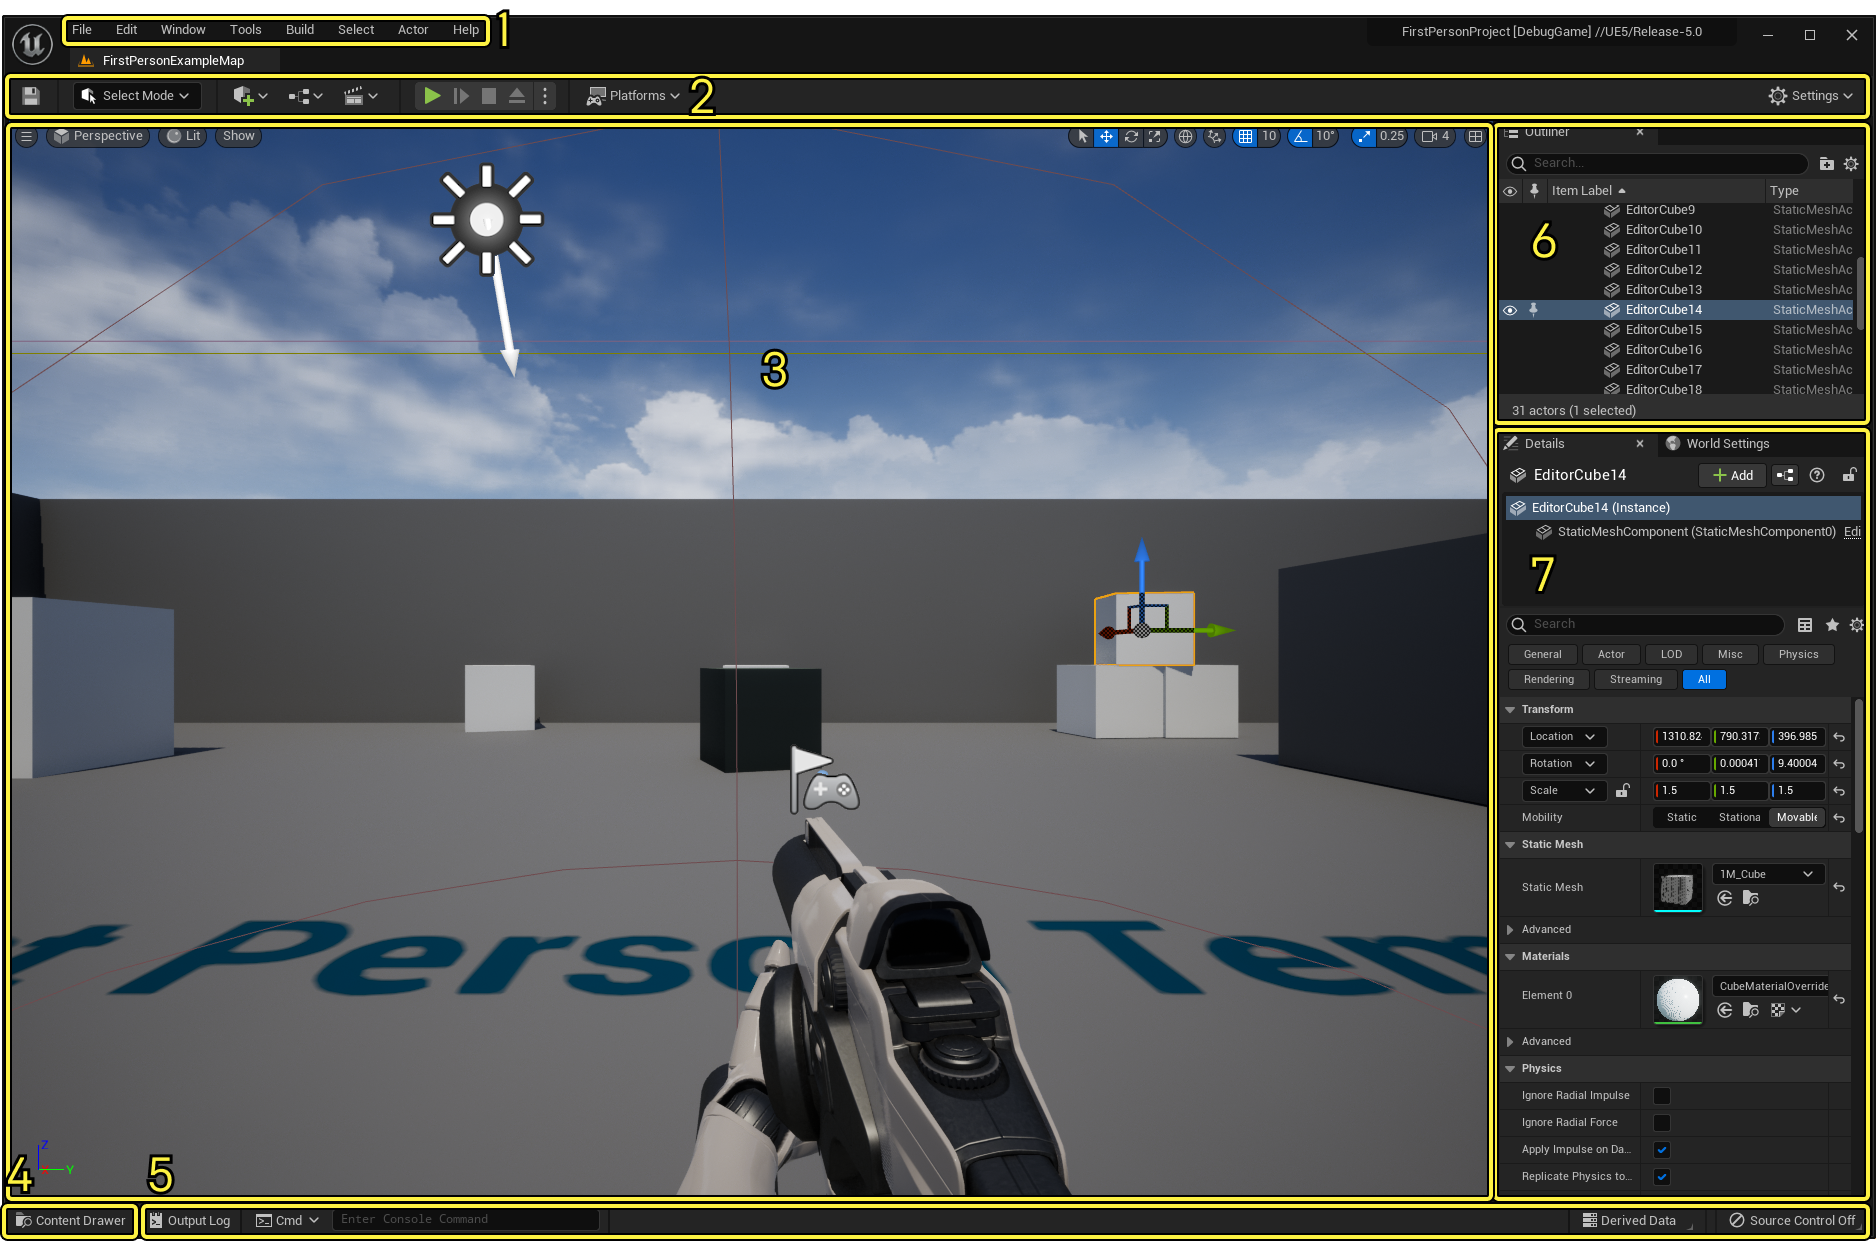 File Edit Window Tools Build Select Actor Help 1
FirstPersonProject [DebugGame] //UE5/Release-5.0
FirstPersonExampleMap
Select Mode
Platforms
2
Settings
Perspective Lit Show
10 10° 0.25 4
Outliner
Search...
Item Label Type
EditorCube9 StaticMeshAc
EditorCube10 StaticMeshAc
EditorCube11 StaticMeshAc
EditorCube12 StaticMeshAc
EditorCube13 StaticMeshAc
EditorCube14 StaticMeshAc
EditorCube15 StaticMeshAc
EditorCube16 StaticMeshAc
EditorCube17 StaticMeshAc
EditorCube18 StaticMeshAc
6
31 actors (1 selected)
3
Details World Settings
EditorCube14 Add
EditorCube14 (Instance)
StaticMeshComponent (StaticMeshComponent0) Edi
7
Search
General Actor LOD Misc Physics
Rendering Streaming All
Transform
Location 1310.82 790.317 396.985
Rotation 0.0 ° 0.00041 9.40004
Scale 1.5 1.5 1.5
Mobility Static Stationa Movable
Static Mesh
Static Mesh 1M_Cube
Advanced
Materials
Element 0 CubeMaterialOverride
Advanced
Physics
Ignore Radial Impulse
Ignore Radial Force
Apply Impulse on Da...
Replicate Physics to...
r Perso Tem
Z
Y
4
5
Content Drawer Output Log Cmd Enter Console Command Derived Data Source Control Off